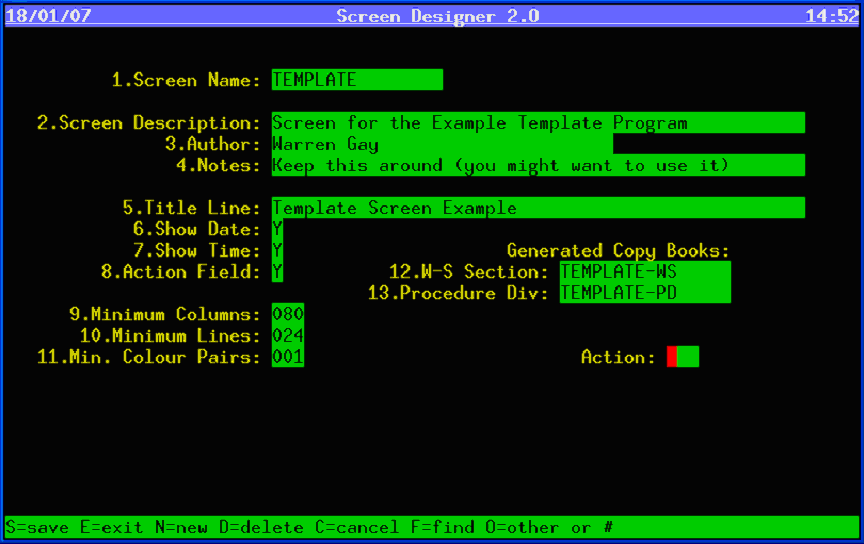 18/01/07 Screen Designer 2.0 14:52
1.Screen Name: TEMPLATE
2.Screen Description: Screen for the Example Template Program
3.Author: Warren Gay
4.Notes: Keep this around (you might want to use it)
5.Title Line: Template Screen Example
6.Show Date: Y
7.Show Time: Y Generated Copy Books:
8.Action Field: Y 12.W-S Section: TEMPLATE-WS
13.Procedure Div: TEMPLATE-PD
9.Minimum Columns: 080
10.Minimum Lines: 024
11.Min. Colour Pairs: 001 Action:
S=save E=exit N=new D=delete C=cancel F=find O=other or #